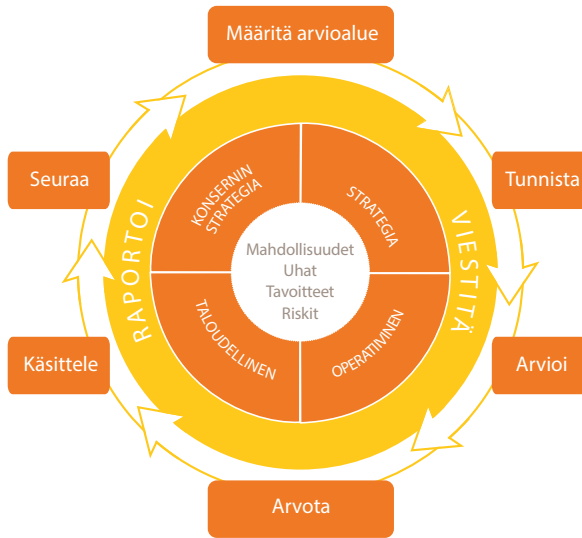 Määritä arvioalue
Tunnista
Arvioi
Arvota
Käsittele
Seuraa
RAPORTOI
VIESTITÄ
KONSERNIN
STRATEGIA
STRATEGIA
OPERATIIVINEN
TALOUDELLINEN
Mahdollisuudet
Uhat
Tavoitteet
Riskit